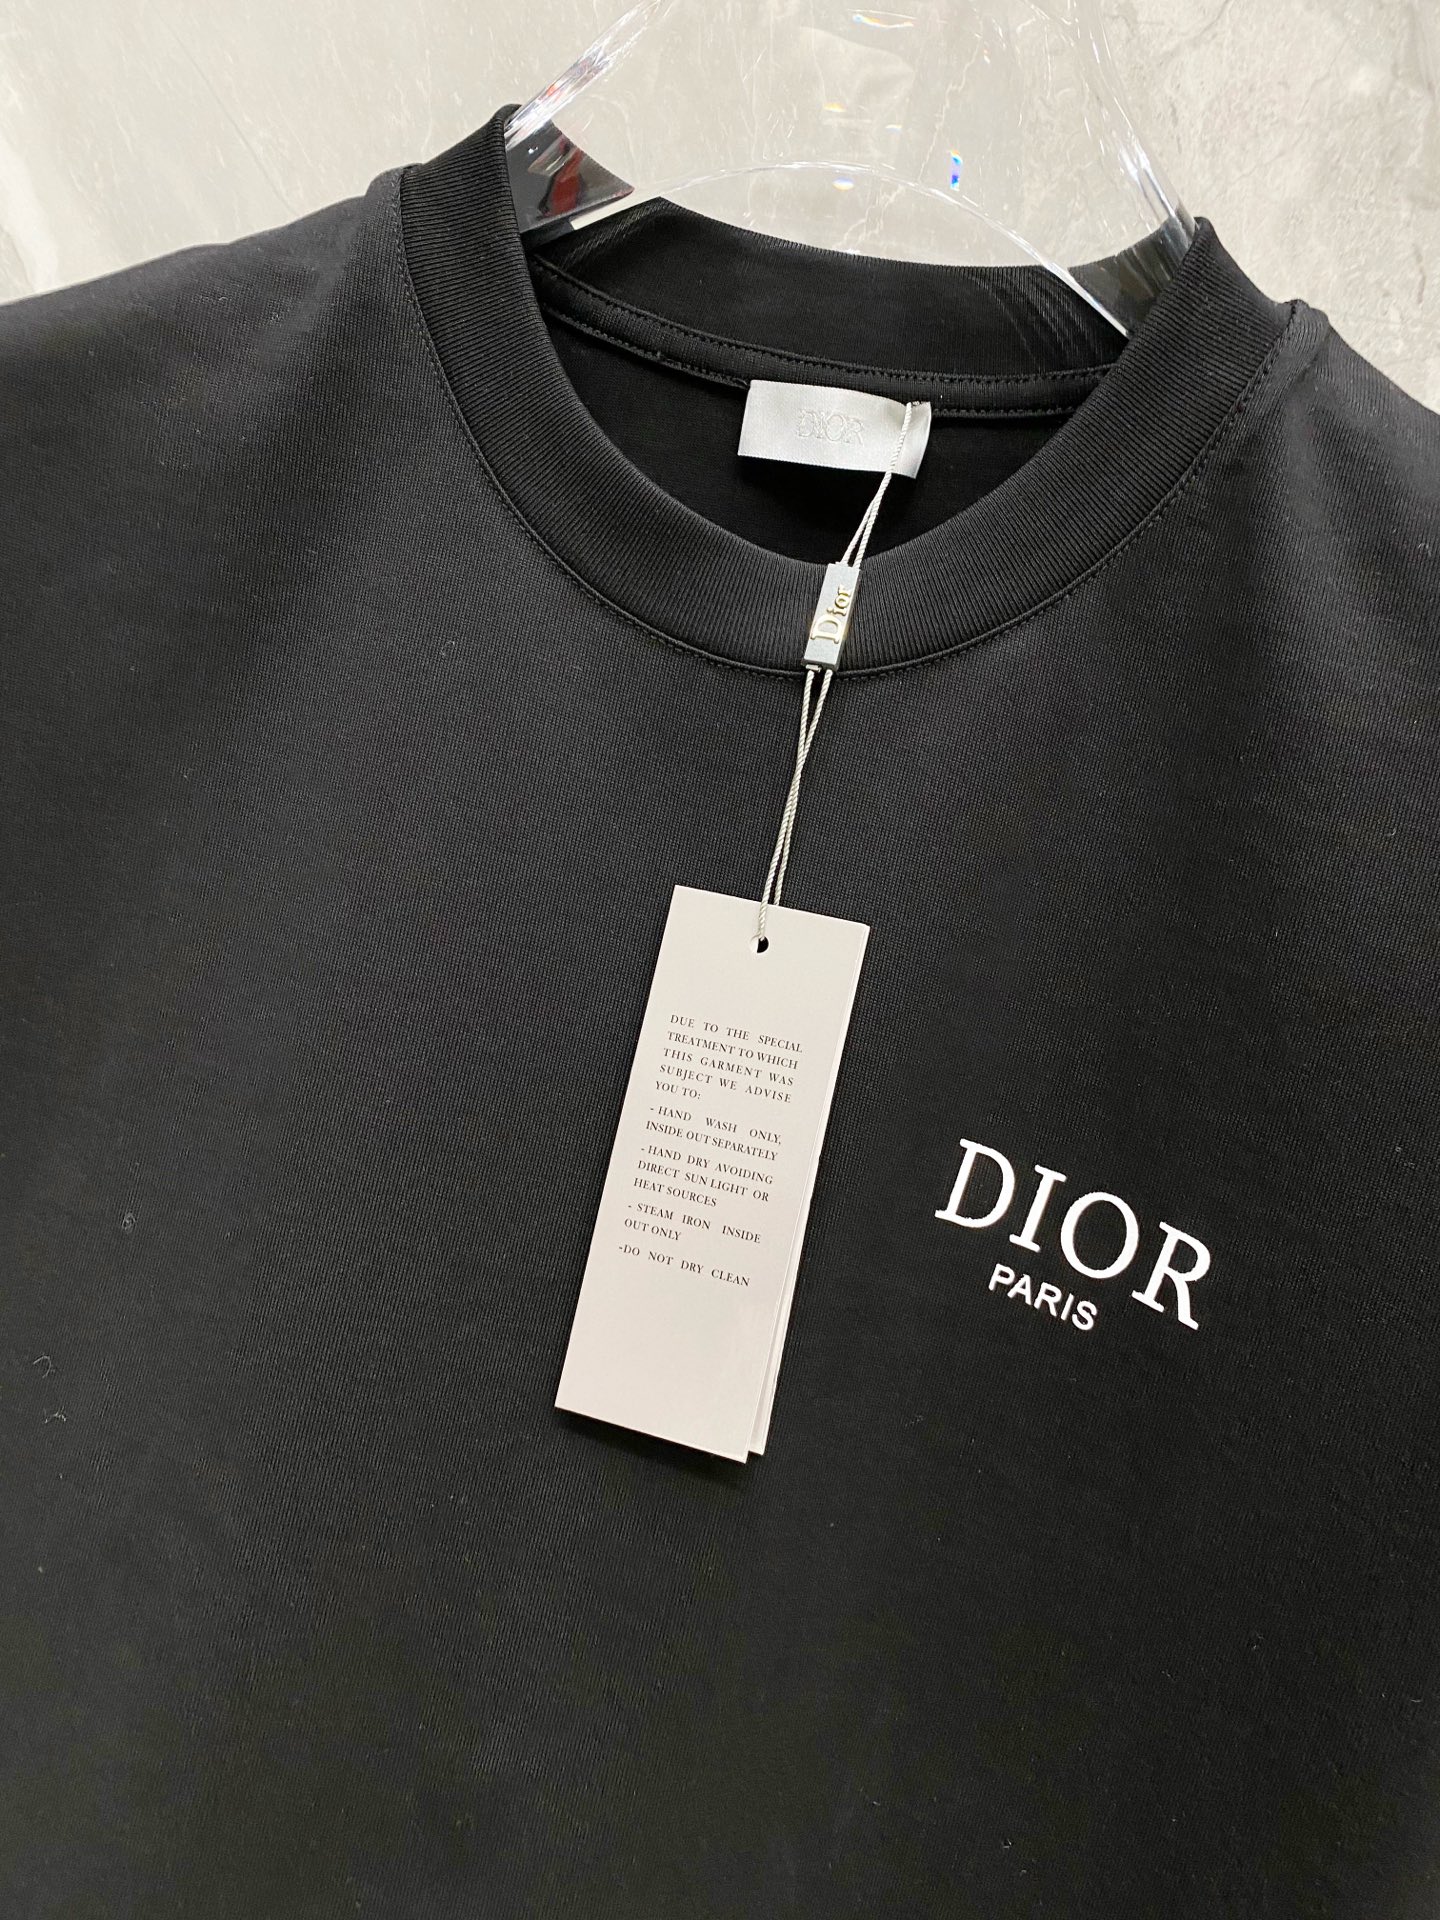 DIOR
Dior
DUE TO THE SPECIAL
TREATMENT TO WHICH
THIS GARMENT WAS
SUBJECT WE ADVISE
YOU TO:
- HAND WASH ONLY,
INSIDE OUT SEPARATELY
- HAND DRY AVOIDING
DIRECT SUN LIGHT OR
HEAT SOURCES
- STEAM IRON INSIDE
OUT ONLY
-DO NOT DRY CLEAN
DIOR
PARIS